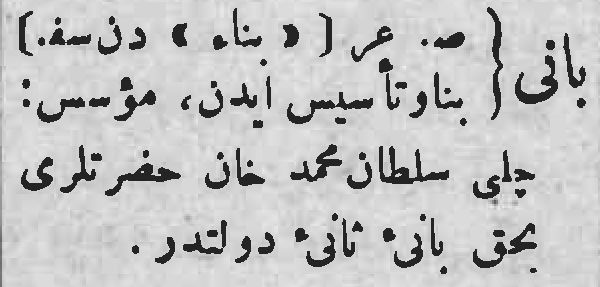 بانی } ص. عر [ « بناء » دن سف.]
بنا و تأسیس ایدن، مؤسس:
چلبی سلطان محمد خان حضرتلری
بحق بانیٔ ثانیٔ دولتدر.